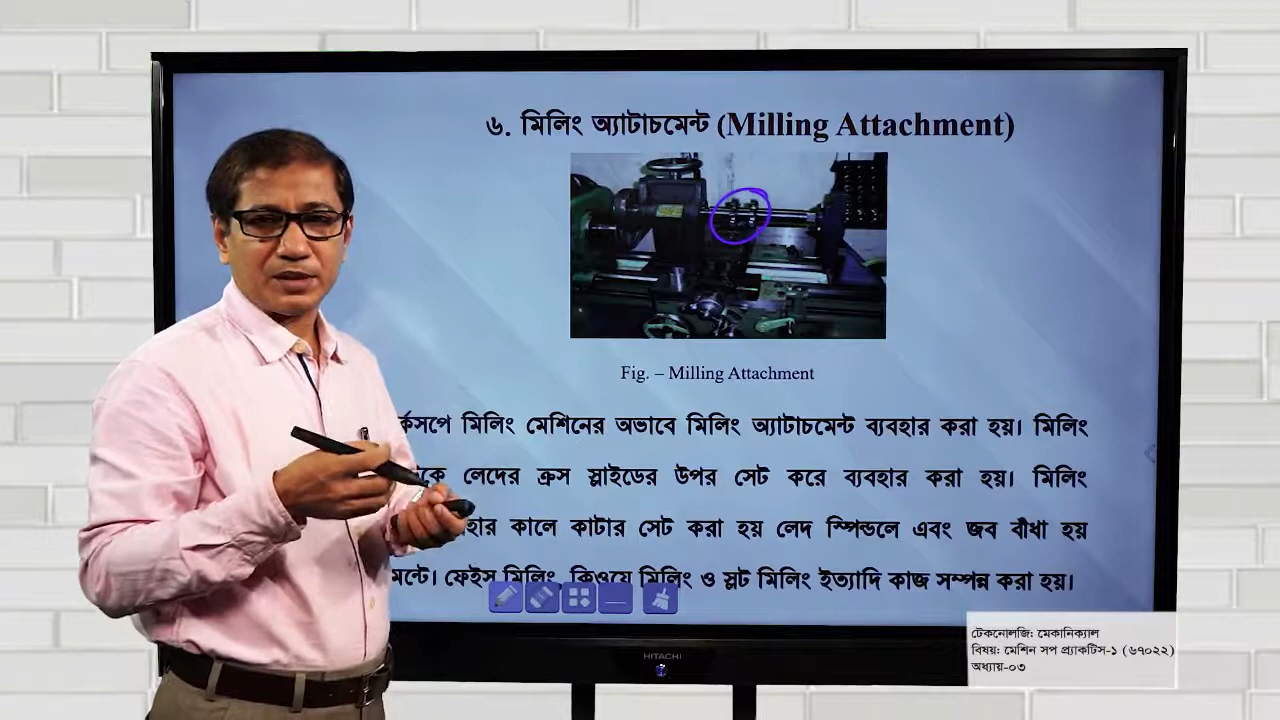 ৬. মিলিং অ্যাটাচমেন্ট (Milling Attachment)
Fig. – Milling Attachment
র্কসপে মিলিং মেশিনের অভাবে মিলিং অ্যাটাচমেন্ট ব্যবহার করা হয়। মিলিং
কে লেদের ক্রস স্লাইডের উপর সেট করে ব্যবহার করা হয়। মিলিং
হার কালে কাটার সেট করা হয় লেদ স্পিন্ডলে এবং জব বাঁধা হয়
মেন্টে। ফেইস মিলিং, কিওয়ে মিলিং ও স্লট মিলিং ইত্যাদি কাজ সম্পন্ন করা হয়।
HITACHI
টেকনোলজি: মেকানিক্যাল
বিষয়: মেশিন সপ প্র্যাকটিস-১ (৬৭০২২)
অধ্যায়-০৩